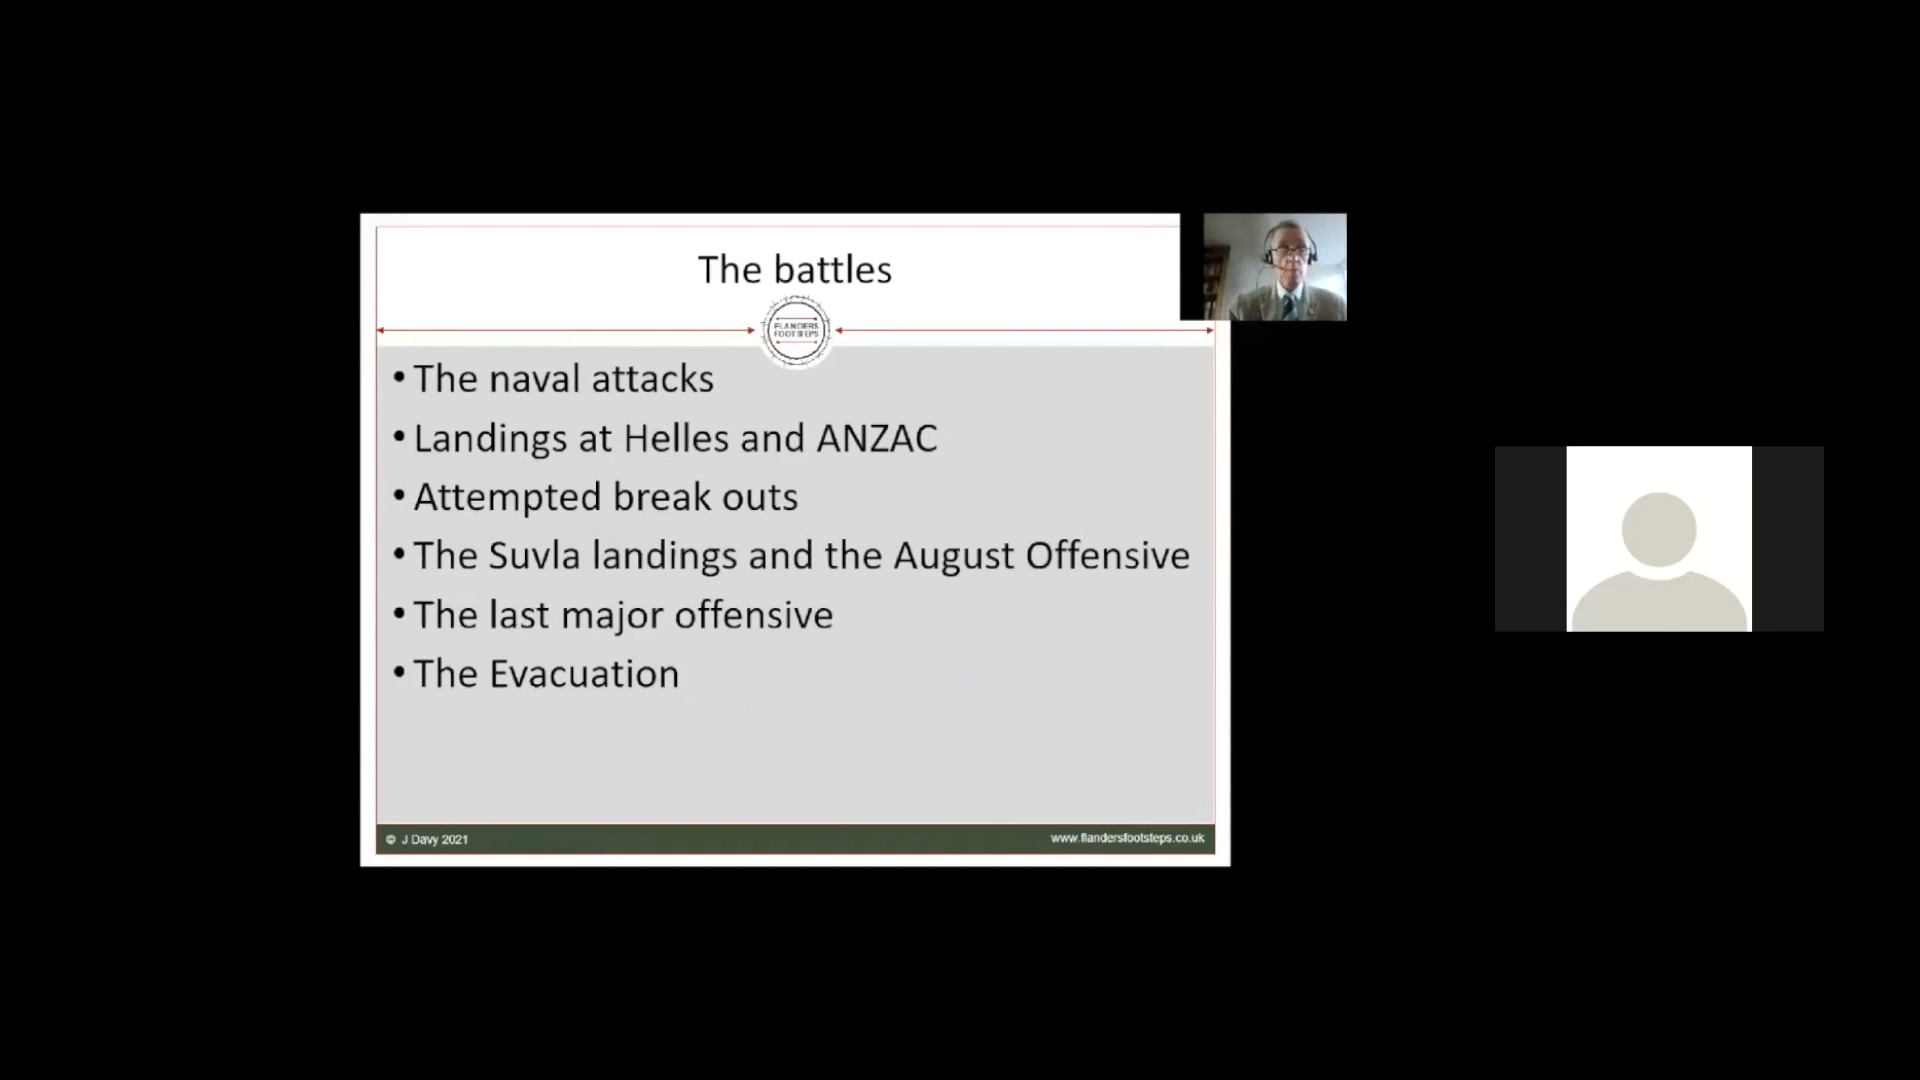 The battles
FLANDERS
FOOTSTEPS
• The naval attacks
• Landings at Helles and ANZAC
• Attempted break outs
• The Suvla landings and the August Offensive
• The last major offensive
• The Evacuation
© J Davy 2021
www.flandersfootsteps.co.uk